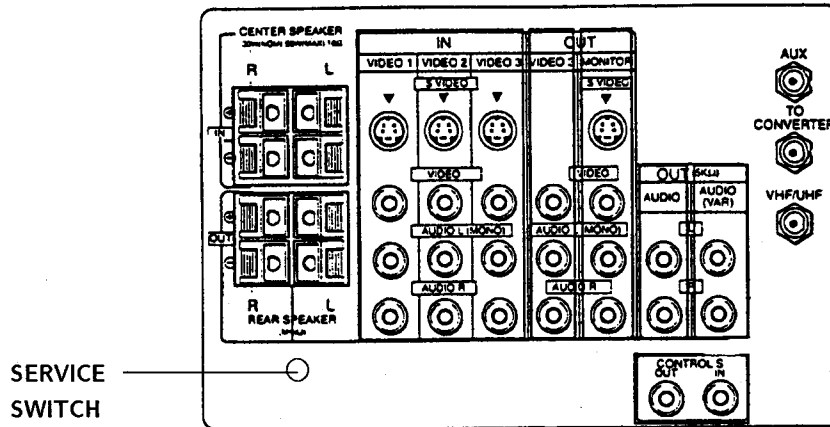 CENTER SPEAKER
R L
IN
OUT
R L
REAR SPEAKER
SERVICE
SWITCH
IN OUT
VIDEO 1 VIDEO 2 VIDEO 3 VIDEO 3 MONITOR
S VIDEO S VIDEO
VIDEO VIDEO
AUDIO L (MONO) AUDIO L (MONO)
AUDIO R AUDIO R
OUT (5KΩ)
AUDIO AUDIO
(VAR)
L
R
CONTROL S
OUT IN
AUX
TO
CONVERTER
VHF/UHF